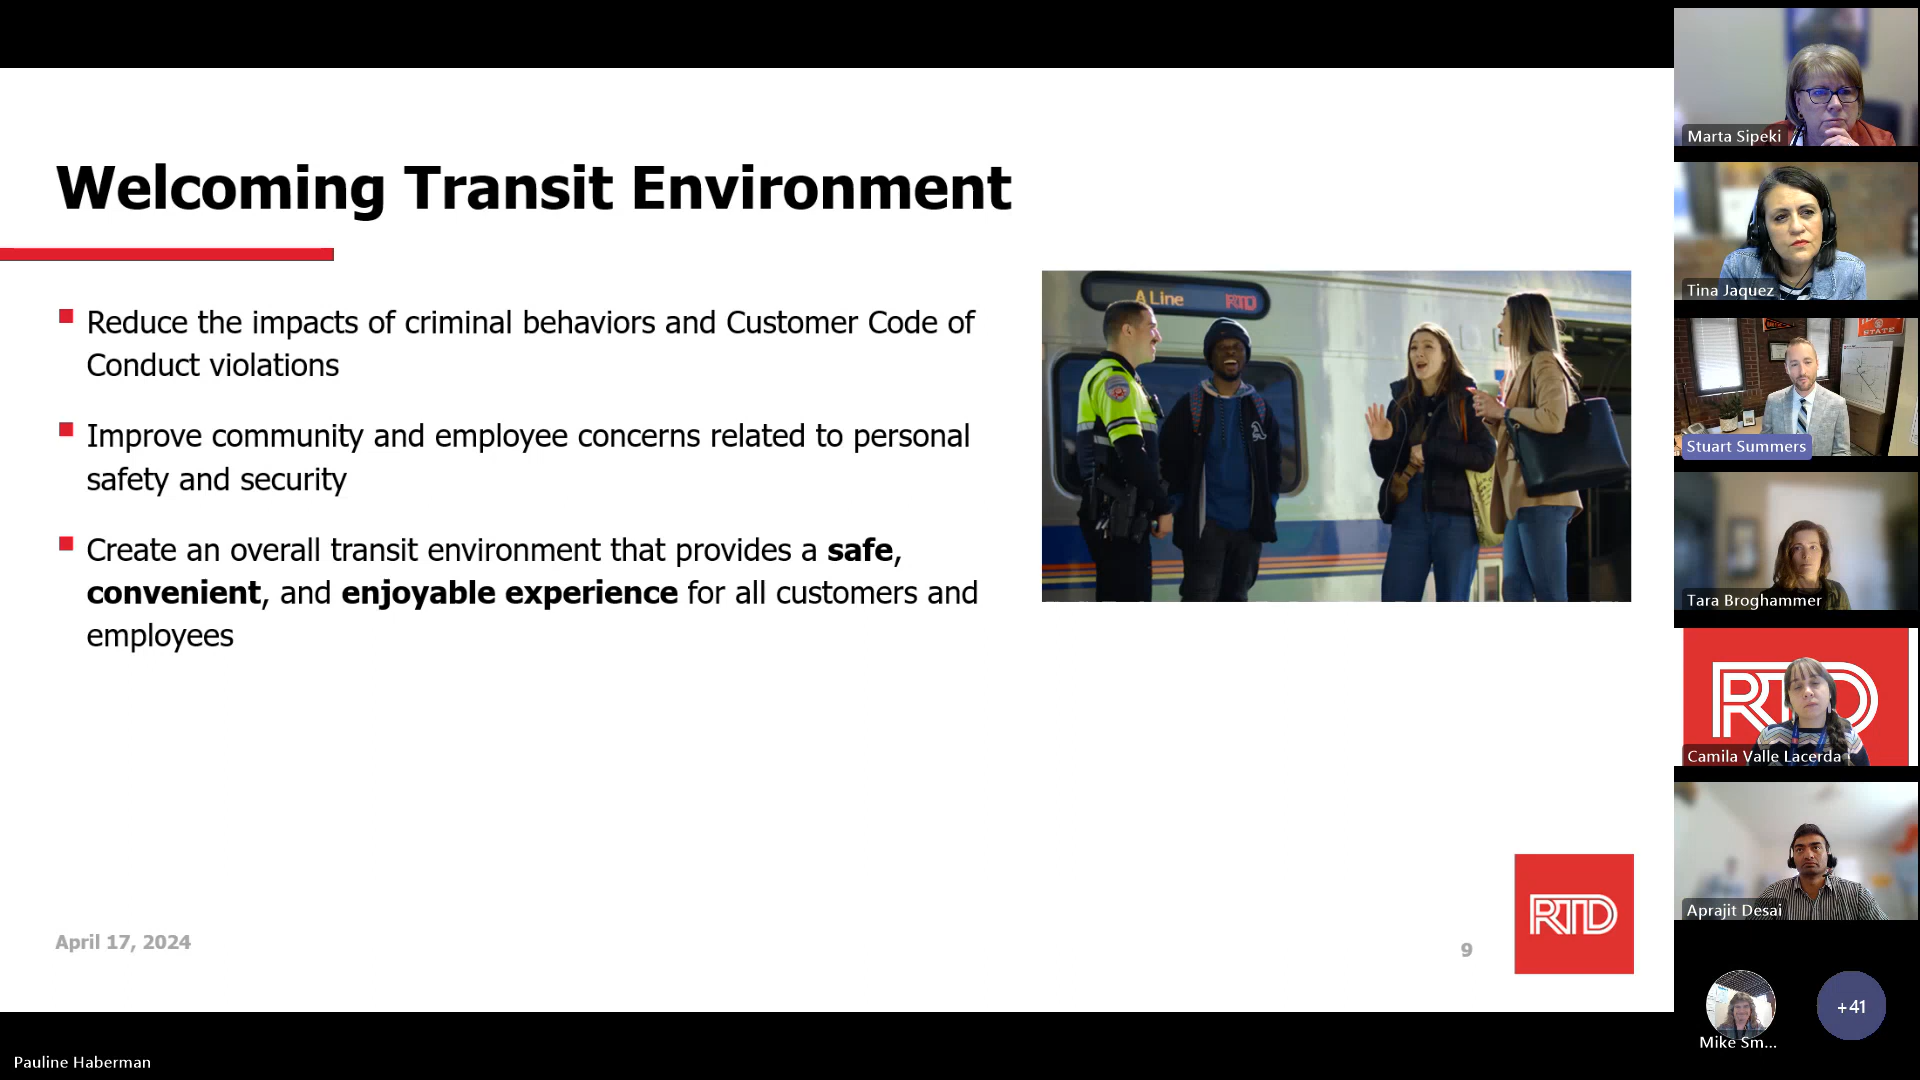 Welcoming Transit Environment
Reduce the impacts of criminal behaviors and Customer Code of
Conduct violations
Improve community and employee concerns related to personal
safety and security
Create an overall transit environment that provides a safe,
convenient, and enjoyable experience for all customers and
employees
A Line RTD
April 17, 2024
9
RTD
Pauline Haberman
Marta Sipeki
Tina Jaquez
STATE
Stuart Summers
Tara Broghammer
RTD
Camila Valle Lacerda
Aprajit Desai
+41
Mike Sm...